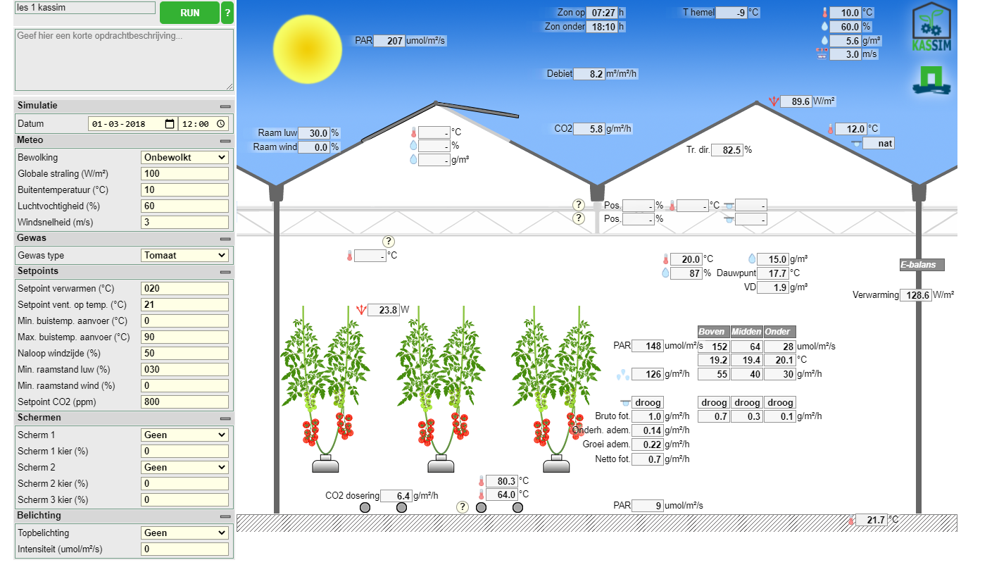 les 1 kassim
RUN
?
Geef hier een korte opdrachtbeschrijving...
Simulatie
Datum 01-03-2018 12:00
Meteo
Bewolking Onbewolkt
Globale straling (W/m²) 100
Buitentemperatuur (°C) 10
Luchtvochtigheid (%) 60
Windsnelheid (m/s) 3
Gewas
Gewas type Tomaat
Setpoints
Setpoint verwarmen (°C) 020
Setpoint vent. op temp. (°C) 21
Min. buistemp. aanvoer (°C) 0
Max. buistemp. aanvoer (°C) 90
Naloop windzijde (%) 50
Min. raamstand luw (%) 030
Min. raamstand wind (%) 0
Setpoint CO2 (ppm) 800
Schermen
Scherm 1 Geen
Scherm 1 kier (%) 0
Scherm 2 Geen
Scherm 2 kier (%) 0
Scherm 3 kier (%) 0
Belichting
Topbelichting Geen
Intensiteit (umol/m²/s) 0
Zon op 07:27 h
Zon onder 18:10 h
T hemel -9 °C
10.0 °C
60.0 %
5.6 g/m³
3.0 m/s
KASSIM
PAR 207 umol/m²/s
Debiet 8.2 m³/m²/h
89.6 W/m²
CO2 5.8 g/m²/h
Raam luw 30.0 %
Raam wind 0.0 %
- °C
- %
- g/m³
12.0 °C
nat
Tr. dir. 82.5 %
? Pos. - % - °C -
? Pos. - % -
?
- °C
20.0 °C 15.0 g/m³
87 % Dauwpunt 17.7 °C
VD 1.9 g/m³
E-balans
Verwarming 128.6 W/m²
23.8 W
Boven Midden Onder
PAR 148 umol/m²/s 152 64 28 umol/m²/s
19.2 19.4 20.1 °C
126 g/m²/h 55 40 30 g/m²/h
droog droog droog droog
Bruto fot. 1.0 g/m²/h 0.7 0.3 0.1 g/m²/h
Onderh. adem. 0.14 g/m²/h
Groei adem. 0.22 g/m²/h
Netto fot. 0.7 g/m²/h
80.3 °C
64.0 °C
CO2 dosering 6.4 g/m²/h
?
PAR 9 umol/m²/s
21.7 °C